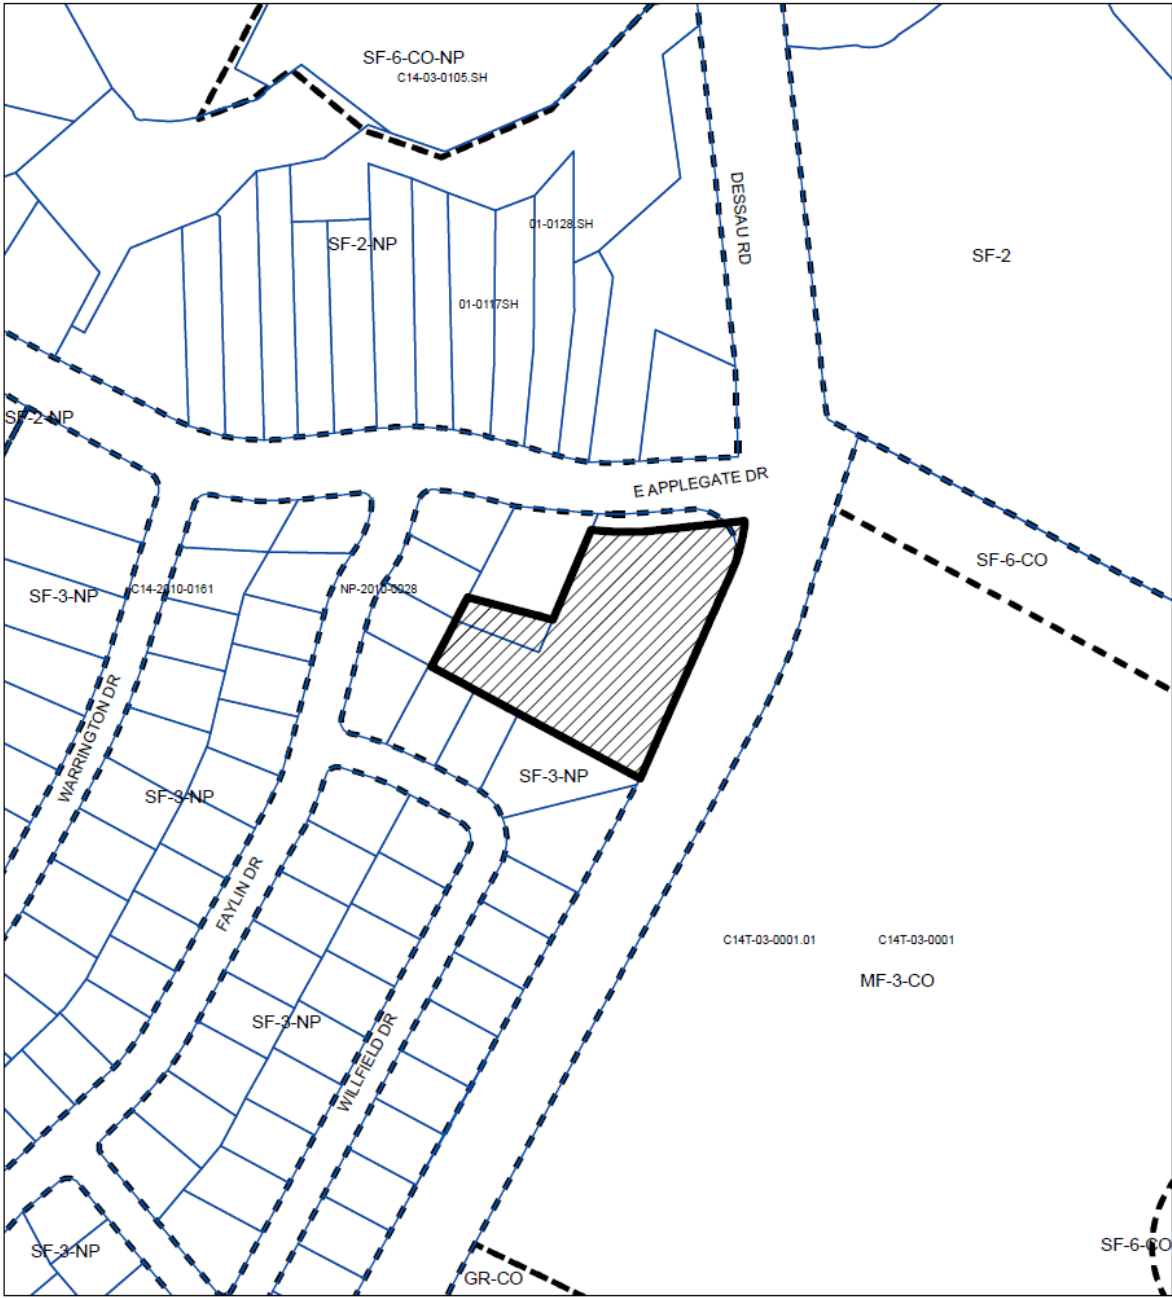 SF-6-CO-NP
C14-03-0105.SH
DESSAU RD
01-0128.SH
SF-2-NP
SF-2
01-0117SH
SF-2-NP
E APPLEGATE DR
SF-6-CO
SF-3-NP
C14-2010-0161
NP-2010-0028
WARRINGTON DR
SF-3-NP
SF-3-NP
FAYLIN DR
C14T-03-0001.01
C14T-03-0001
MF-3-CO
SF-3-NP
WILLFIELD DR
SF-3-NP
SF-6-CO
GR-CO